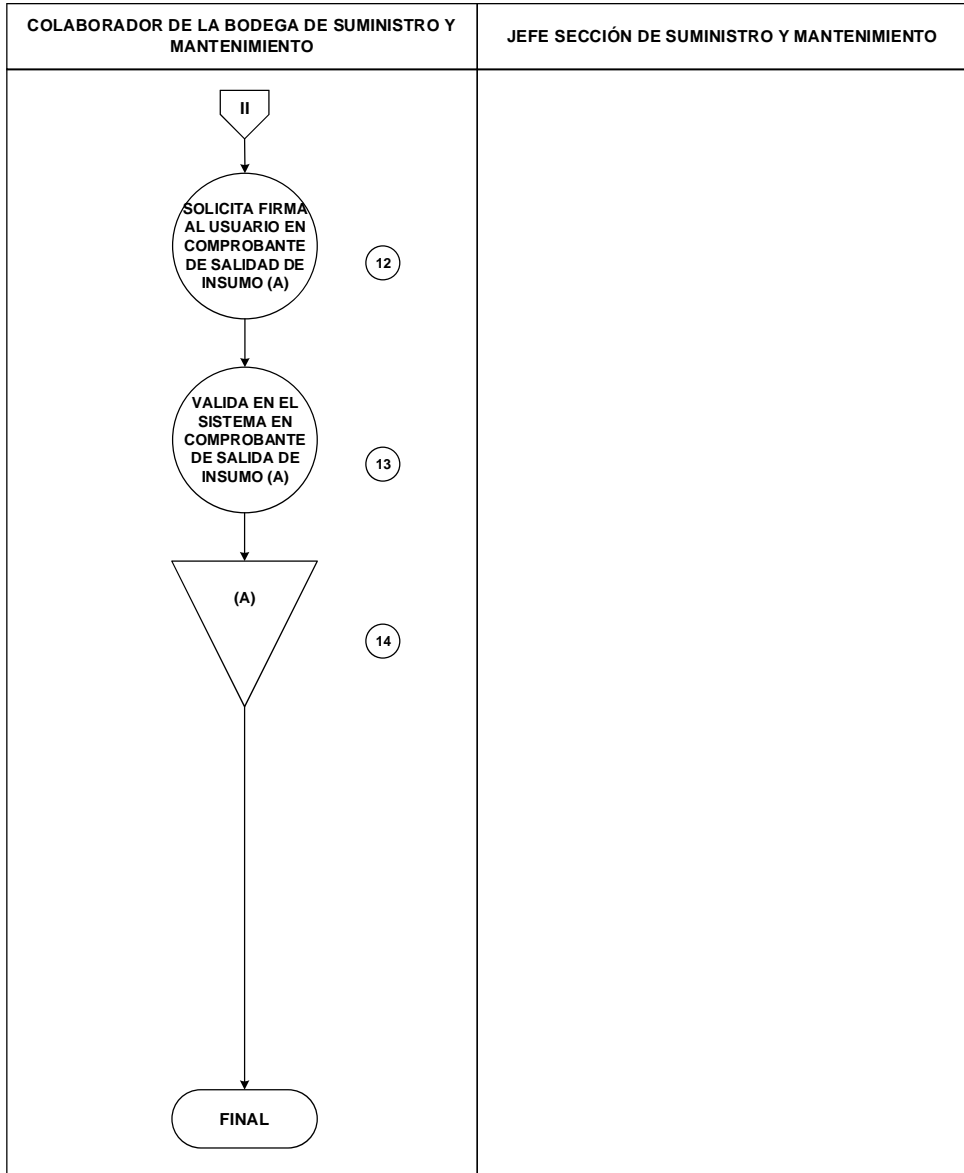 COLABORADOR DE LA BODEGA DE SUMINISTRO Y
MANTENIMIENTO
JEFE SECCIÓN DE SUMINISTRO Y MANTENIMIENTO
II
SOLICITA FIRMA
AL USUARIO EN
COMPROBANTE
DE SALIDAD DE
INSUMO (A)
12
VALIDA EN EL
SISTEMA EN
COMPROBANTE
DE SALIDA DE
INSUMO (A)
13
(A)
14
FINAL